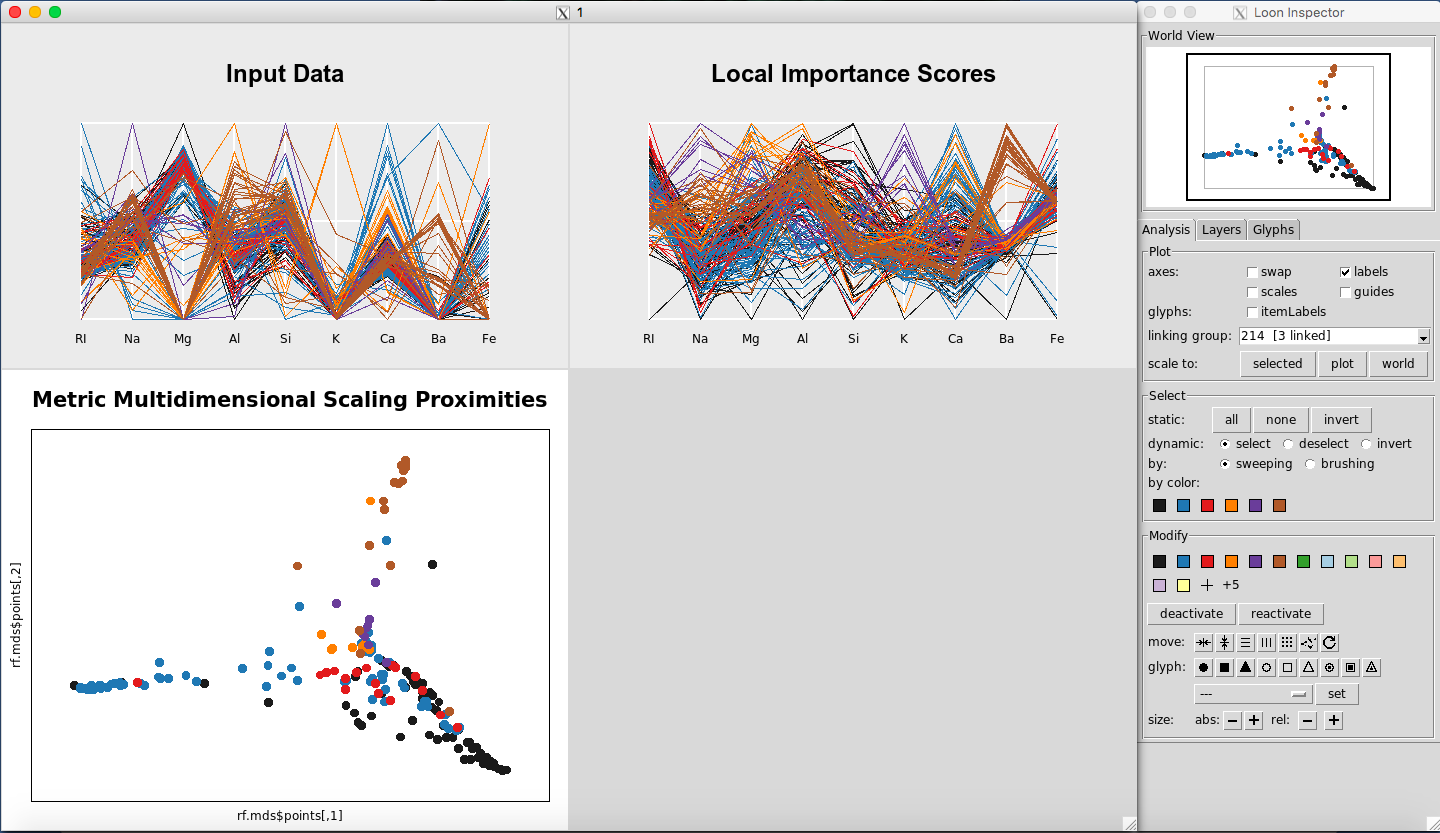 1
Loon Inspector
Input Data
Local Importance Scores
RI Na Mg Al Si K Ca Ba Fe
RI Na Mg Al Si K Ca Ba Fe
Metric Multidimensional Scaling Proximities
rf.mds$points[,2]
rf.mds$points[,1]
World View
Analysis Layers Glyphs
Plot
axes: swap labels
scales guides
glyphs: itemLabels
linking group: 214 [3 linked]
scale to: selected plot world
Select
static: all none invert
dynamic: select deselect invert
by: sweeping brushing
by color:
Modify
+5
deactivate reactivate
move:
glyph:
--- set
size: abs: − + rel: − +